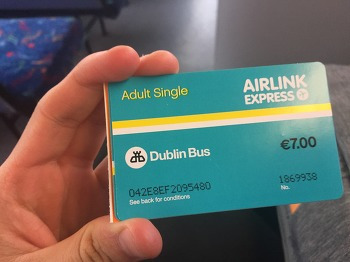 Adult Single
AIRLINK
EXPRESS
Dublin Bus
€7.00
042E8EF2095480
1869938
See back for conditions
No.